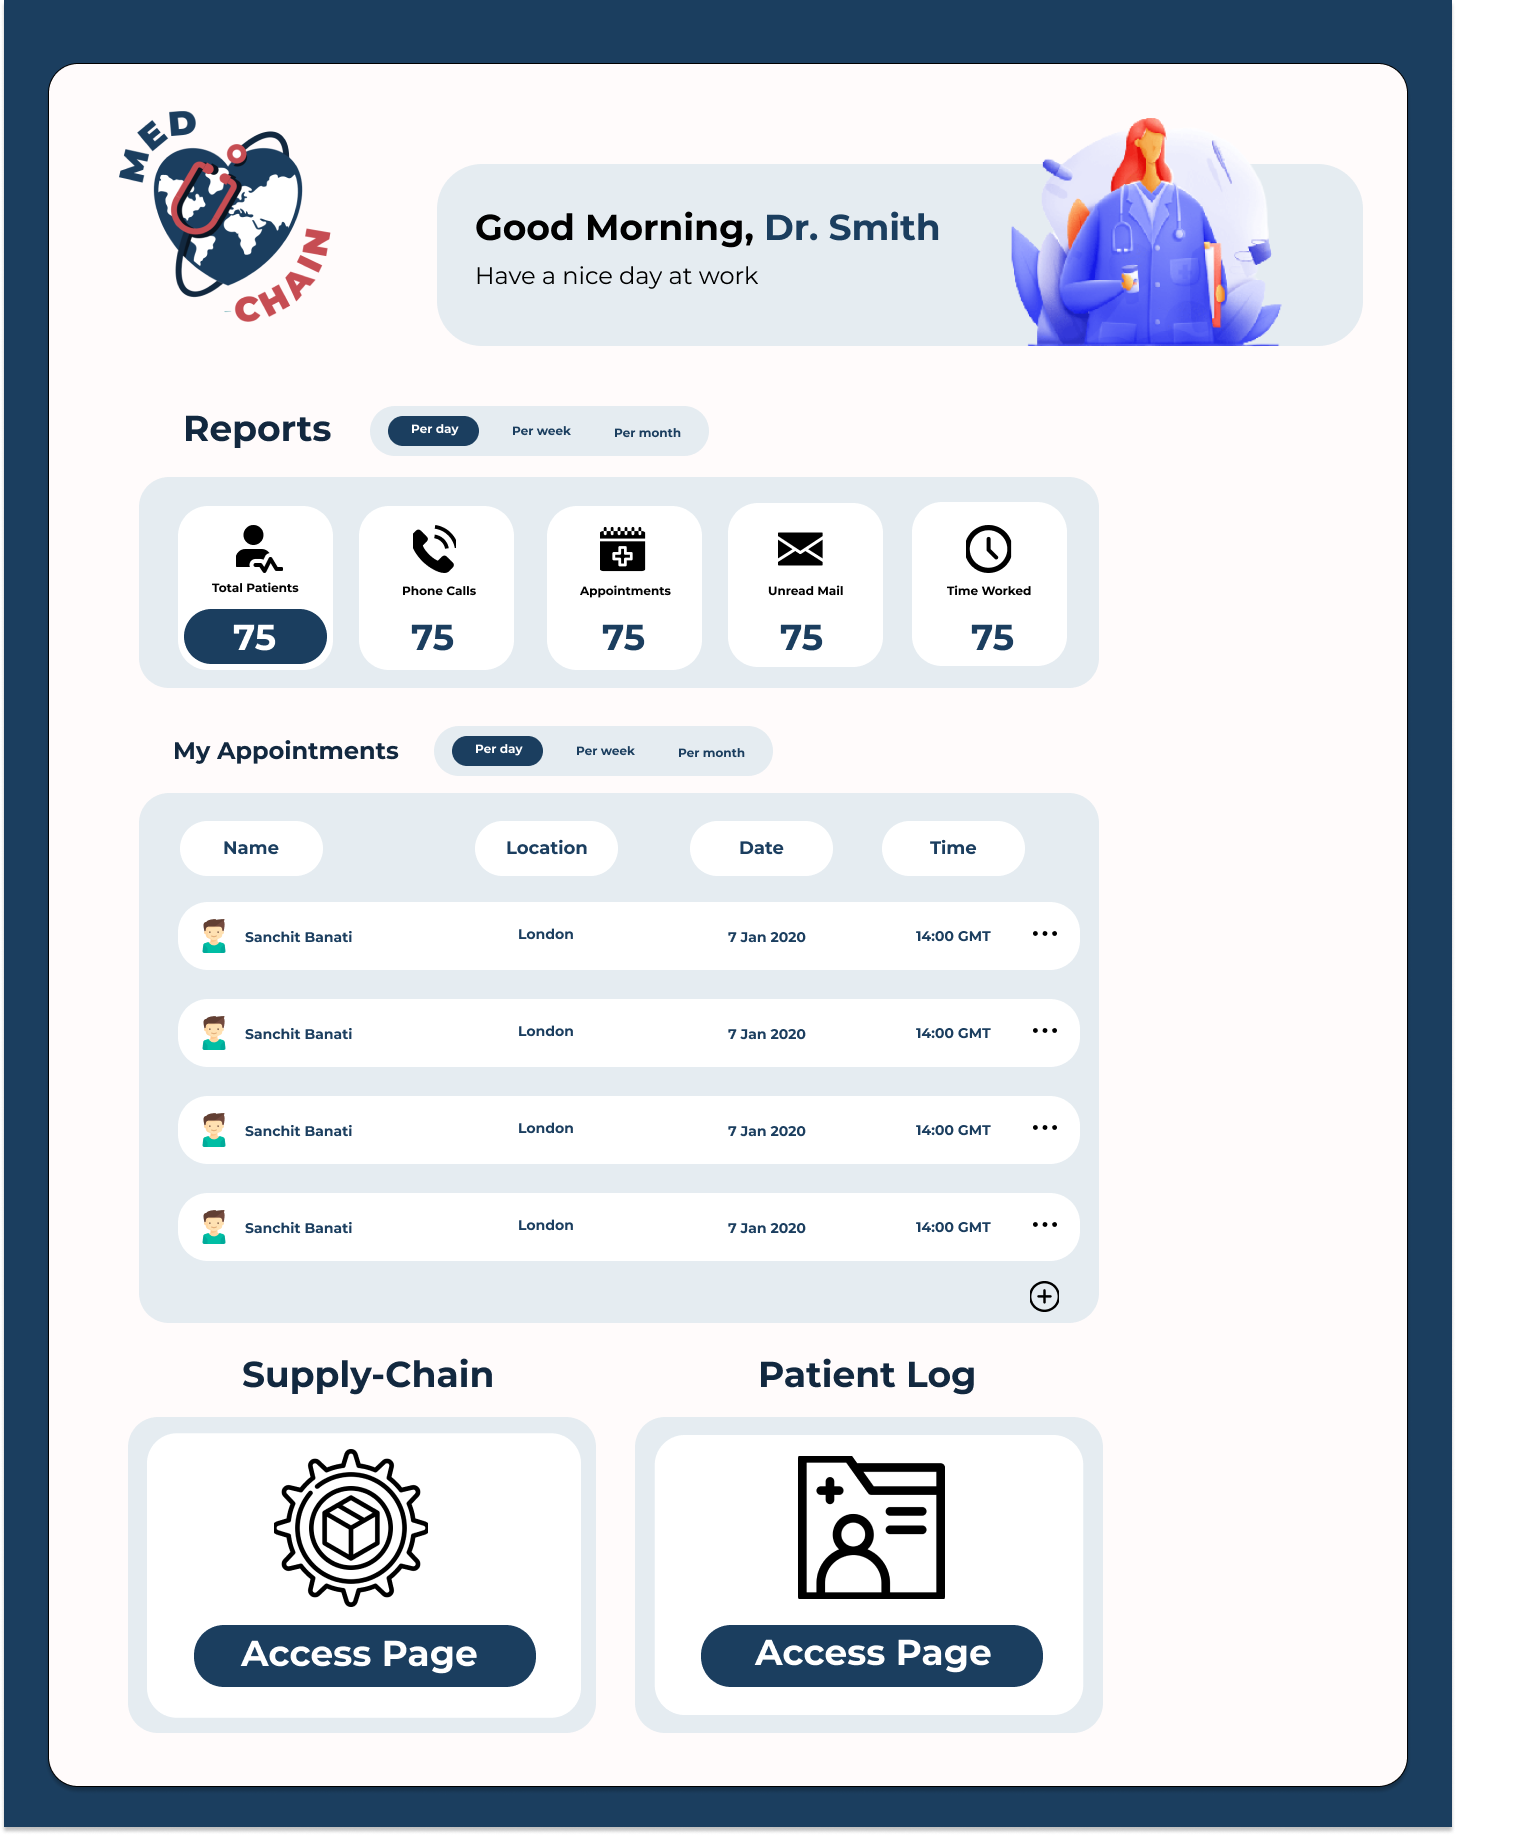 MED
CHAIN
Good Morning, Dr. Smith
Have a nice day at work
Reports
Per day Per week Per month
Total Patients Phone Calls Appointments Unread Mail Time Worked
75 75 75 75 75
My Appointments
Per day Per week Per month
Name Location Date Time
Sanchit Banati London 7 Jan 2020 14:00 GMT ...
Sanchit Banati London 7 Jan 2020 14:00 GMT ...
Sanchit Banati London 7 Jan 2020 14:00 GMT ...
Sanchit Banati London 7 Jan 2020 14:00 GMT ...
Supply-Chain Patient Log
Access Page Access Page